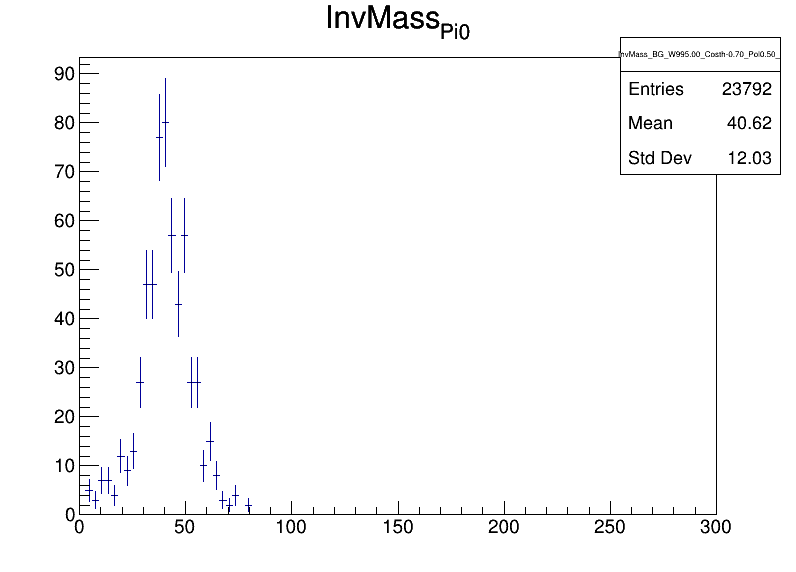 InvMass_Pi0
InvMass_BG_W995.00_Costh-0.70_Pol0.50_
Entries 23792
Mean 40.62
Std Dev 12.03
90
80
70
60
50
40
30
20
10
0
0 50 100 150 200 250 300